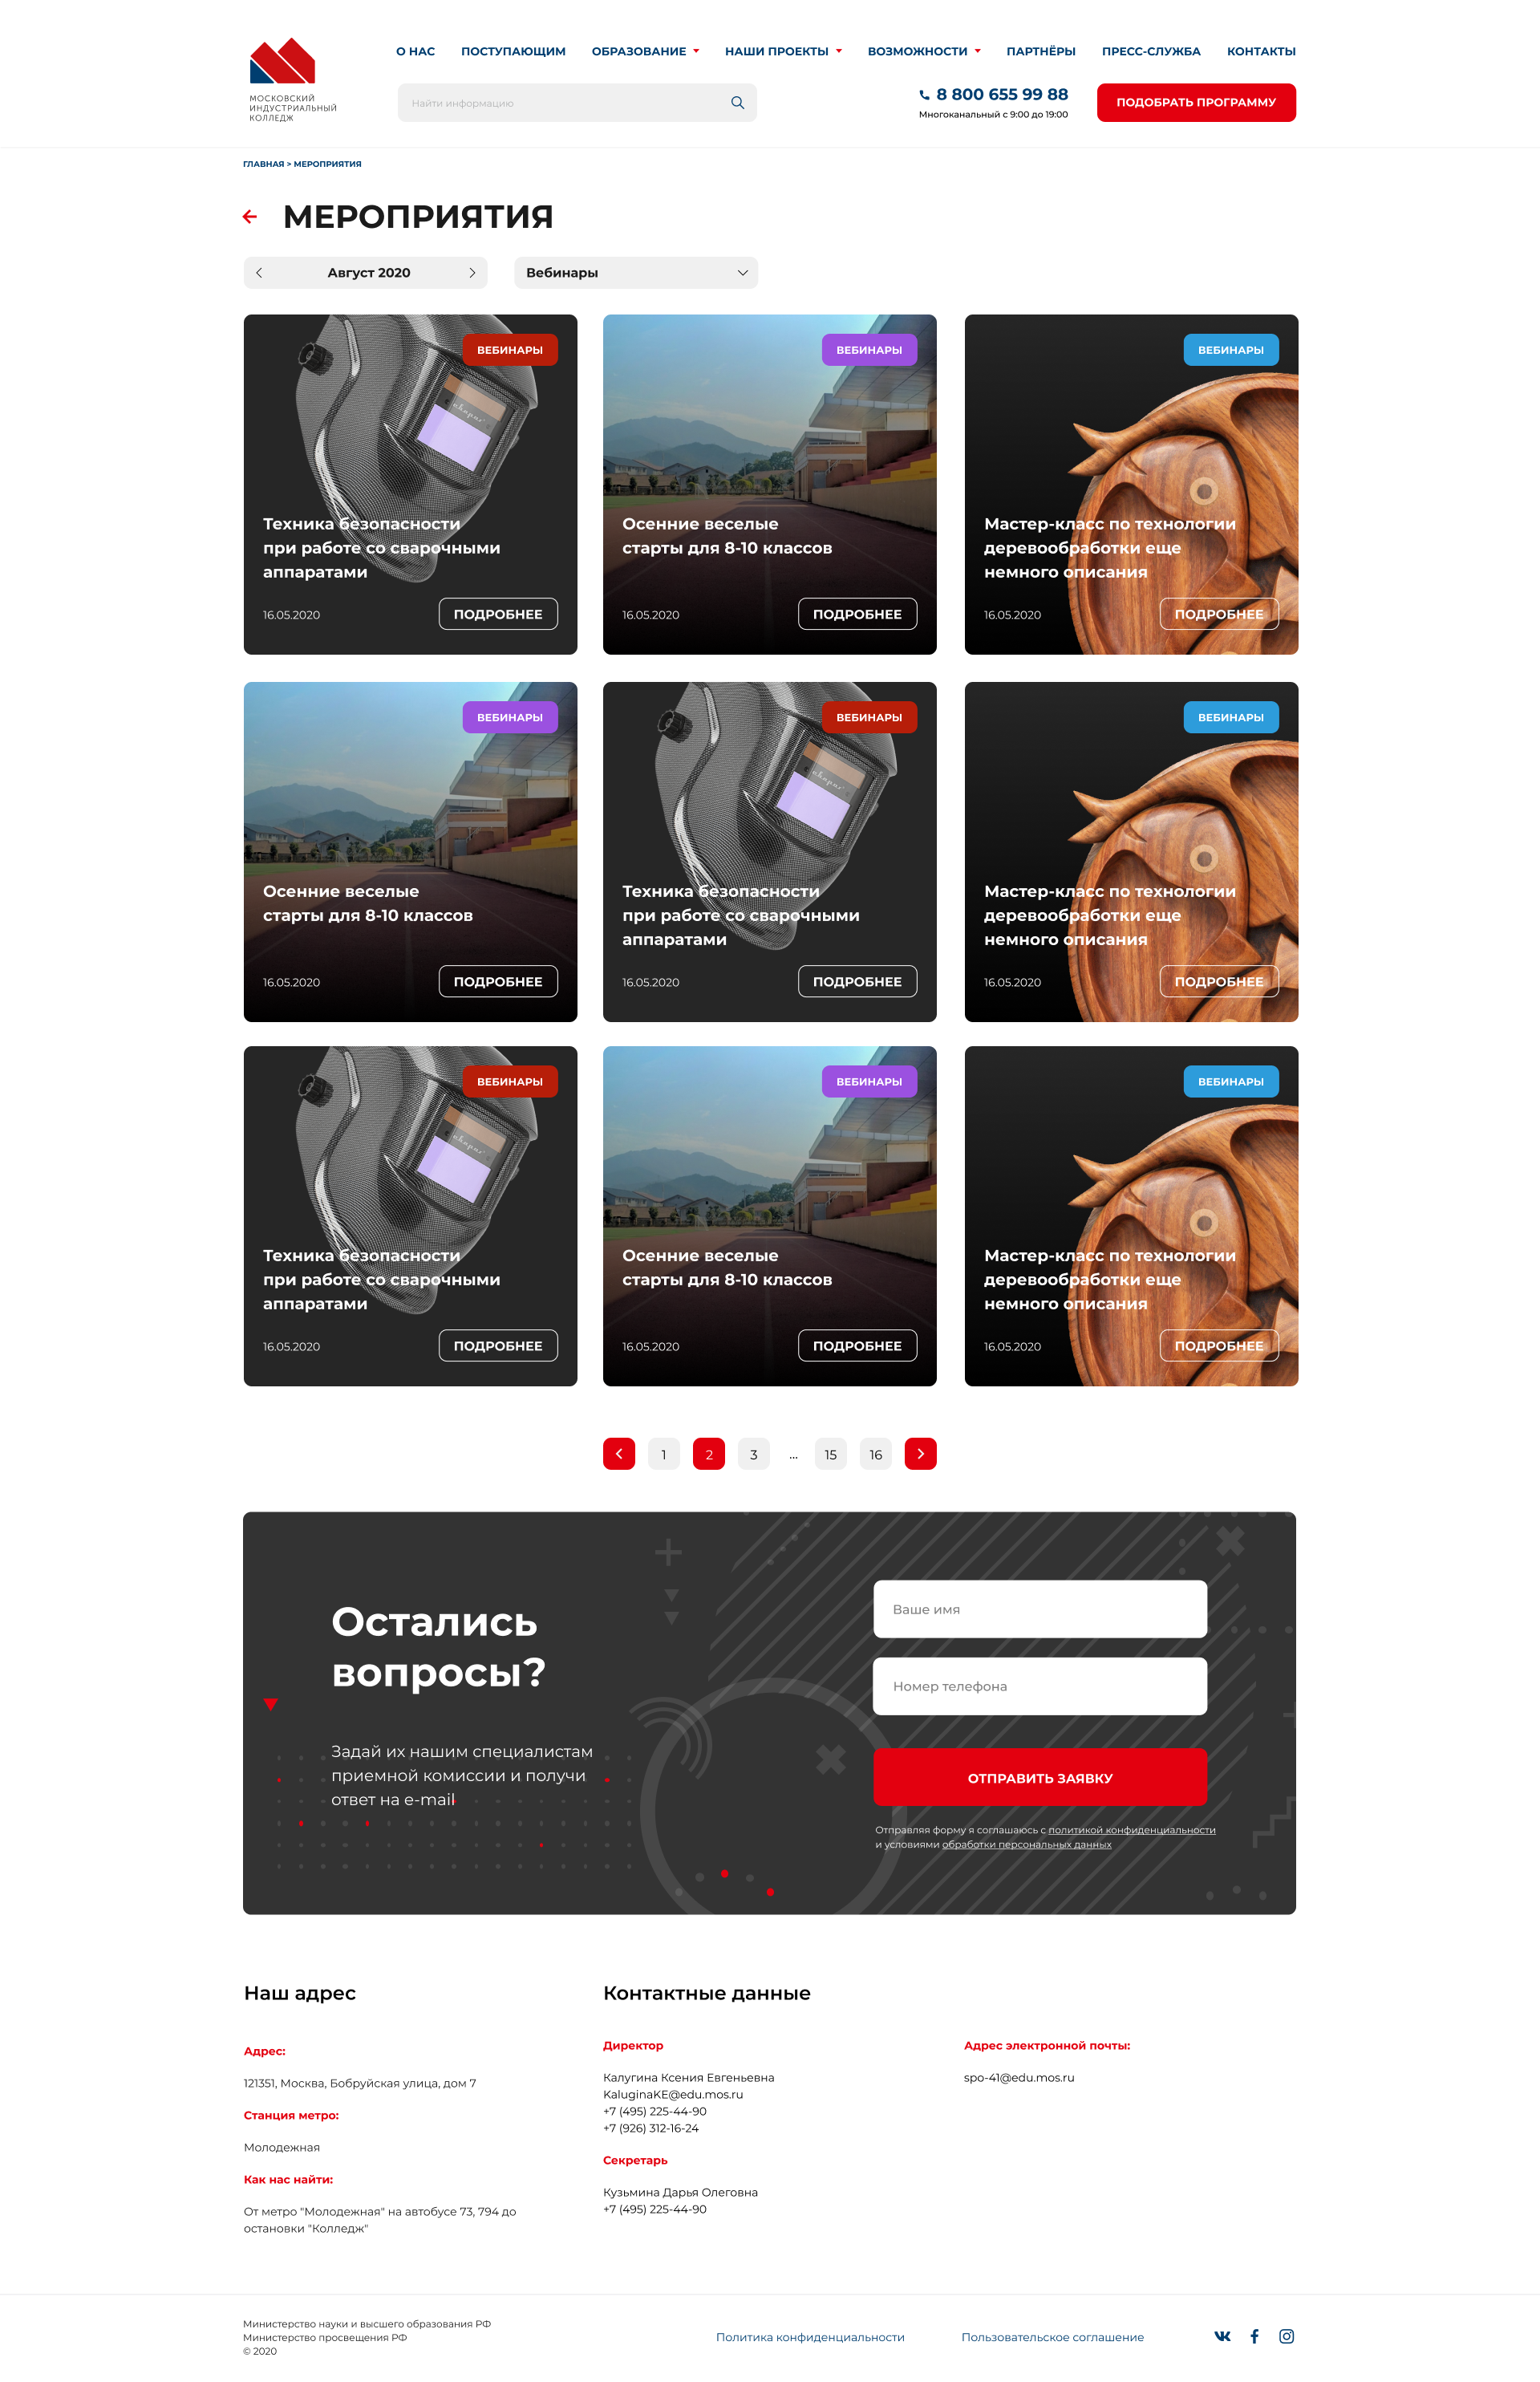 О НАС ПОСТУПАЮЩИМ ОБРАЗОВАНИЕ НАШИ ПРОЕКТЫ ВОЗМОЖНОСТИ ПАРТНЁРЫ ПРЕСС-СЛУЖБА КОНТАКТЫ
МОСКОВСКИЙ
ИНДУСТРИАЛЬНЫЙ
КОЛЛЕДЖ
Найти информацию
8 800 655 99 88
Многоканальный с 9:00 до 19:00
ПОДОБРАТЬ ПРОГРАММУ
ГЛАВНАЯ > МЕРОПРИЯТИЯ
МЕРОПРИЯТИЯ
Август 2020
Вебинары
ВЕБИНАРЫ
Техника безопасности
при работе со сварочными
аппаратами
16.05.2020
ПОДРОБНЕЕ
ВЕБИНАРЫ
Осенние веселые
старты для 8-10 классов
16.05.2020
ПОДРОБНЕЕ
ВЕБИНАРЫ
Мастер-класс по технологии
деревообработки еще
немного описания
16.05.2020
ПОДРОБНЕЕ
ВЕБИНАРЫ
Осенние веселые
старты для 8-10 классов
16.05.2020
ПОДРОБНЕЕ
ВЕБИНАРЫ
Техника безопасности
при работе со сварочными
аппаратами
16.05.2020
ПОДРОБНЕЕ
ВЕБИНАРЫ
Мастер-класс по технологии
деревообработки еще
немного описания
16.05.2020
ПОДРОБНЕЕ
ВЕБИНАРЫ
Техника безопасности
при работе со сварочными
аппаратами
16.05.2020
ПОДРОБНЕЕ
ВЕБИНАРЫ
Осенние веселые
старты для 8-10 классов
16.05.2020
ПОДРОБНЕЕ
ВЕБИНАРЫ
Мастер-класс по технологии
деревообработки еще
немного описания
16.05.2020
ПОДРОБНЕЕ
1 2 3 ... 15 16
Остались
вопросы?
Задай их нашим специалистам
приемной комиссии и получи
ответ на e-mail
Ваше имя
Номер телефона
ОТПРАВИТЬ ЗАЯВКУ
Отправляя форму я соглашаюсь с политикой конфиденциальности
и условиями обработки персональных данных
Наш адрес
Адрес:
121351, Москва, Бобруйская улица, дом 7
Станция метро:
Молодежная
Как нас найти:
От метро "Молодежная" на автобусе 73, 794 до
остановки "Колледж"
Контактные данные
Директор
Калугина Ксения Евгеньевна
KaluginaKE@edu.mos.ru
+7 (495) 225-44-90
+7 (926) 312-16-24
Секретарь
Кузьмина Дарья Олеговна
+7 (495) 225-44-90
Адрес электронной почты:
spo-41@edu.mos.ru
Министерство науки и высшего образования РФ
Министерство просвещения РФ
© 2020
Политика конфиденциальности
Пользовательское соглашение